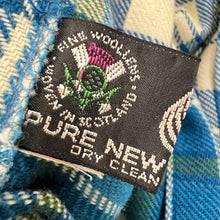 FINE WOOLLENS
WOVEN IN SCOTLAND
PURE NEW
DRY CLEAN